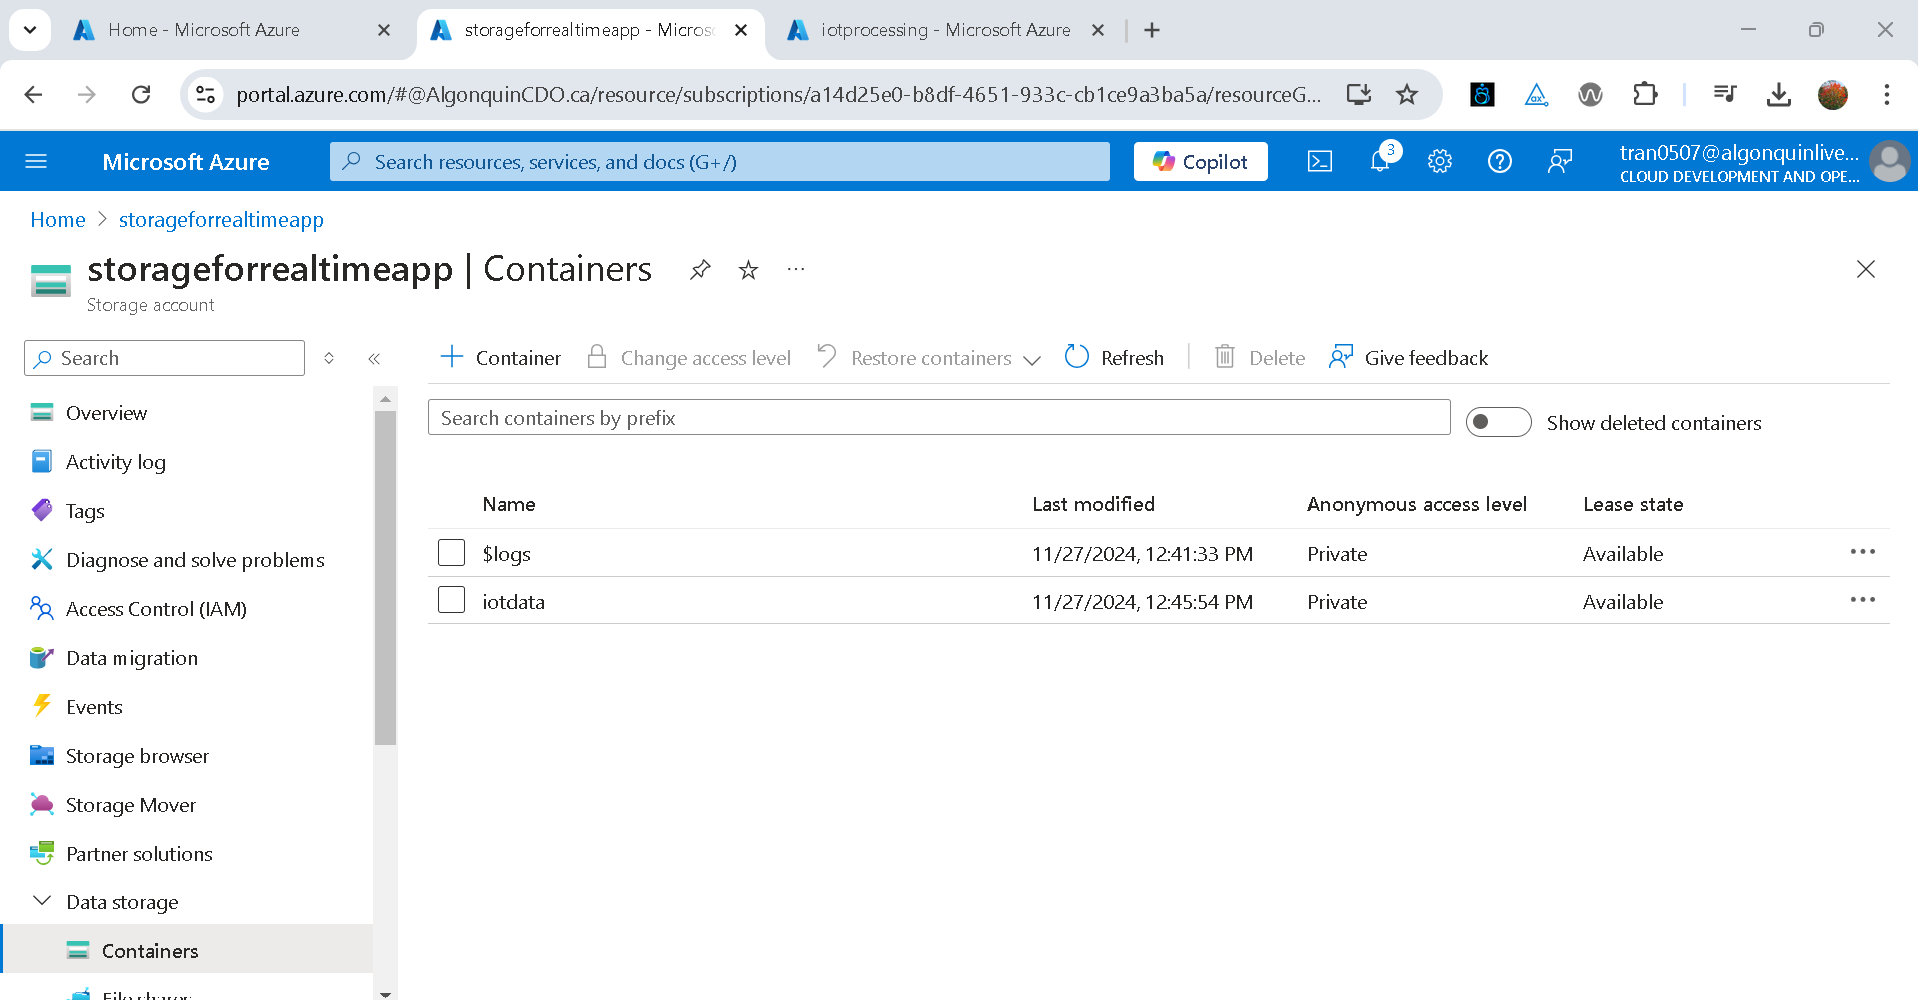 Home - Microsoft Azure
storageforrealtimeapp - Micros
iotprocessing - Microsoft Azure
portal.azure.com/#@AlgonquinCDO.ca/resource/subscriptions/a14d25e0-b8df-4651-933c-cb1ce9a3ba5a/resourceG...
Microsoft Azure
Search resources, services, and docs (G+/)
Copilot
3
tran0507@algonquinlive...
CLOUD DEVELOPMENT AND OPE...
Home > storageforrealtimeapp
storageforrealtimeapp | Containers
Storage account
Search
Container
Change access level
Restore containers
Refresh
Delete
Give feedback
Search containers by prefix
Show deleted containers
Overview
Activity log
Tags
Diagnose and solve problems
Access Control (IAM)
Data migration
Events
Storage browser
Storage Mover
Partner solutions
Data storage
Containers
File shares
Name Last modified Anonymous access level Lease state
$logs 11/27/2024, 12:41:33 PM Private Available
iotdata 11/27/2024, 12:45:54 PM Private Available